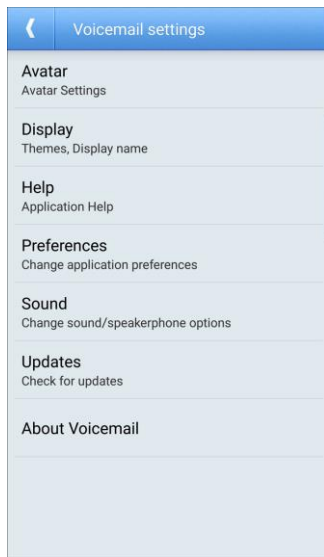 Voicemail settings
Avatar
Avatar Settings
Display
Themes, Display name
Help
Application Help
Preferences
Change application preferences
Sound
Change sound/speakerphone options
Updates
Check for updates
About Voicemail